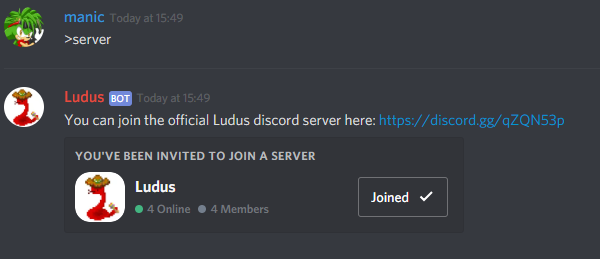 manic Today at 15:49
>server
Ludus BOT Today at 15:49
You can join the official Ludus discord server here: https://discord.gg/qZQN53p
YOU'VE BEEN INVITED TO JOIN A SERVER
Ludus
4 Online 4 Members
Joined